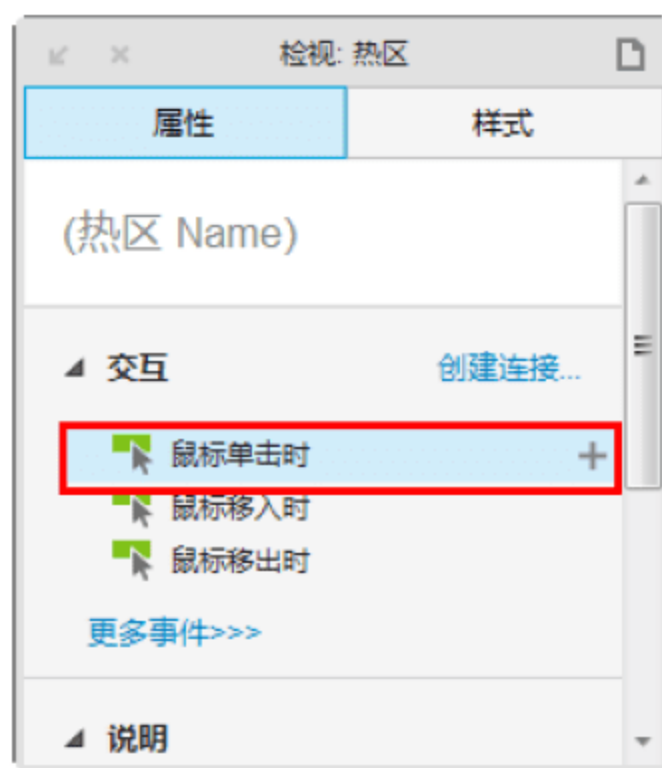 检视: 热区
属性 样式
(热区 Name)
交互 创建连接...
鼠标单击时
鼠标移入时
鼠标移出时
更多事件>>>
说明